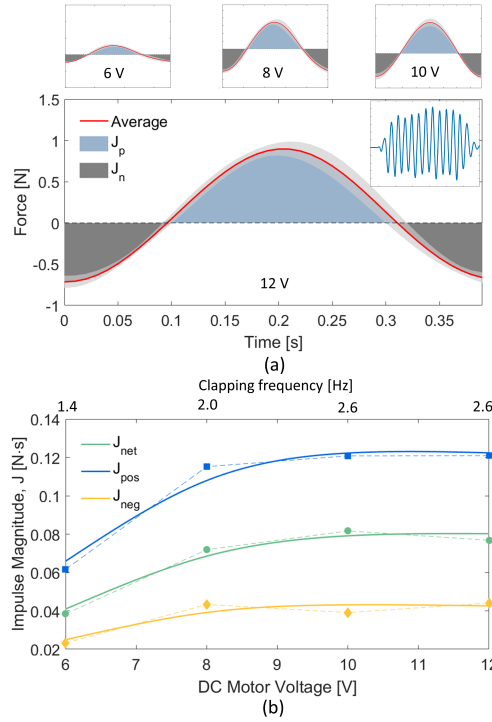 6 V
8 V
10 V
1.5
1
0.5
0
-0.5
-1
Force [N]
Average
J_p
J_n
12 V
0
0.05
0.1
0.15
0.2
0.25
0.3
0.35
Time [s]
(a)
Clapping frequency [Hz]
1.4
2.0
2.6
2.6
0.14
0.12
0.1
0.08
0.06
0.04
0.02
Impulse Magnitude, J [N·s]
J_net
J_pos
J_neg
6
7
8
9
10
11
12
DC Motor Voltage [V]
(b)